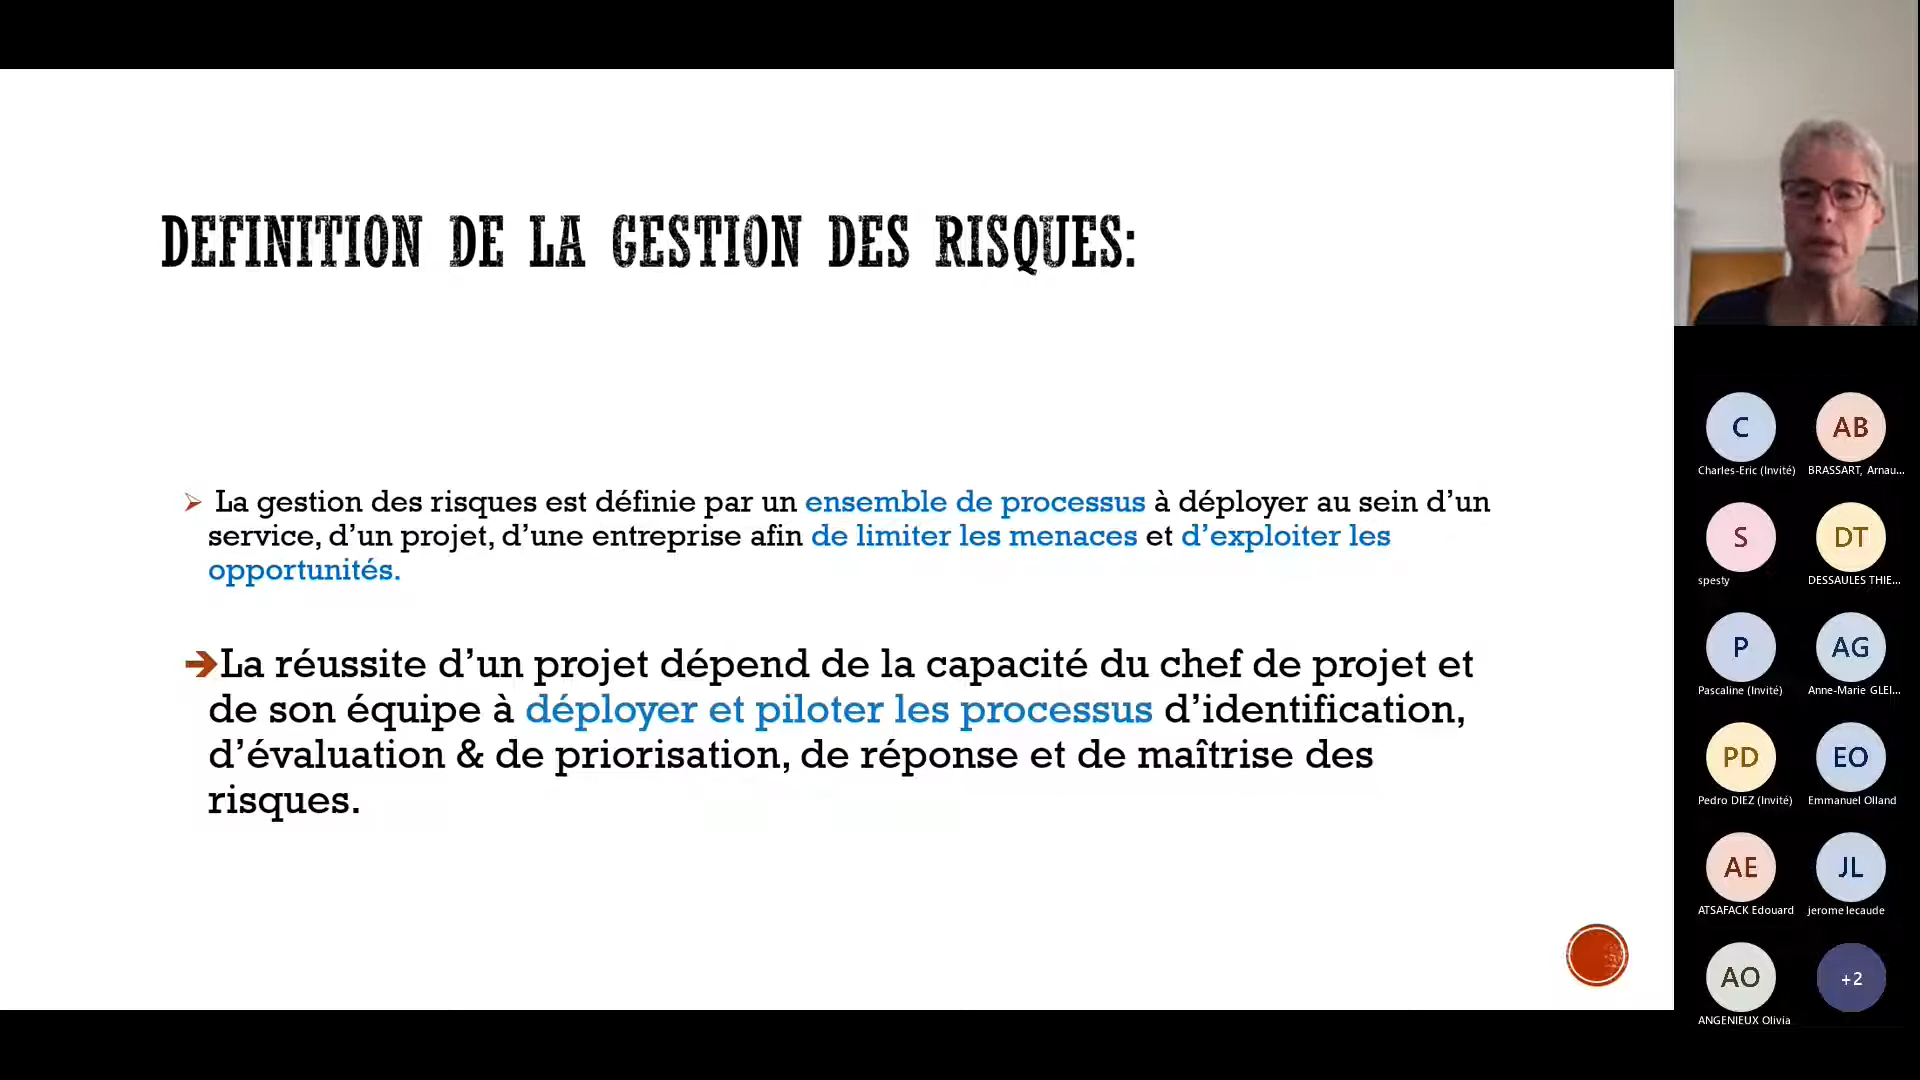 DEFINITION DE LA GESTION DES RISQUES:
La gestion des risques est définie par un ensemble de processus à déployer au sein d’un
service, d’un projet, d’une entreprise afin de limiter les menaces et d’exploiter les
opportunités.
La réussite d’un projet dépend de la capacité du chef de projet et
de son équipe à déployer et piloter les processus d’identification,
d’évaluation & de priorisation, de réponse et de maîtrise des
risques.
C
Charles-Eric (Invité)
AB
BRASSART, Arnau...
S
spesty
DT
DESSAULES THIE...
P
Pascaline (Invité)
AG
Anne-Marie GLEI...
PD
Pedro DIEZ (Invité)
EO
Emmanuel Olland
AE
ATSAFACK Edouard
JL
jerome lecaude
AO
ANGENIEUX Olivia
+2